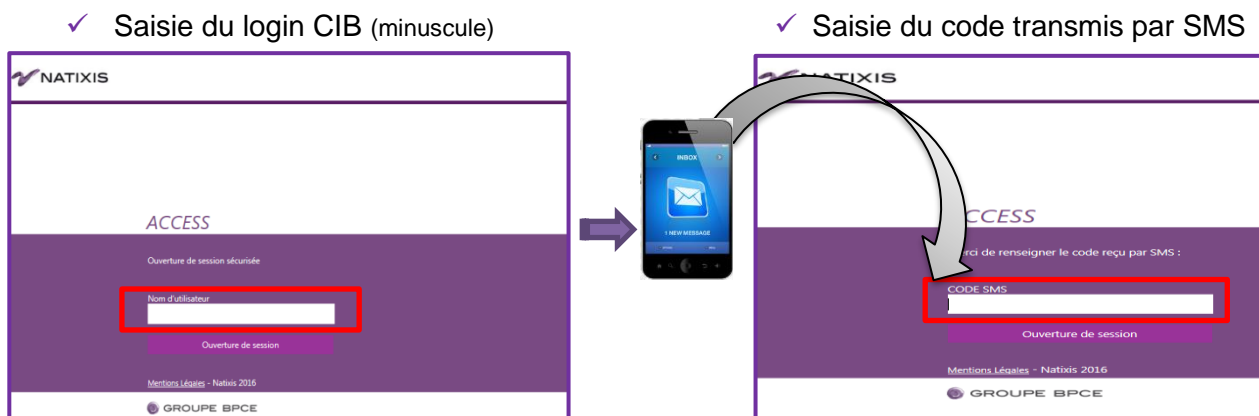 ✓ Saisie du login CIB (minuscule)
NATIXIS
ACCESS
Ouverture de session sécurisée
Nom d'utilisateur
Ouverture de session
Mentions Légales - Natixis 2016
GROUPE BPCE
INBOX
1 NEW MESSAGE
✓ Saisie du code transmis par SMS
NATIXIS
CCESS
rci de renseigner le code reçu par SMS :
CODE SMS
Ouverture de session
Mentions Légales - Natixis 2016
GROUPE BPCE